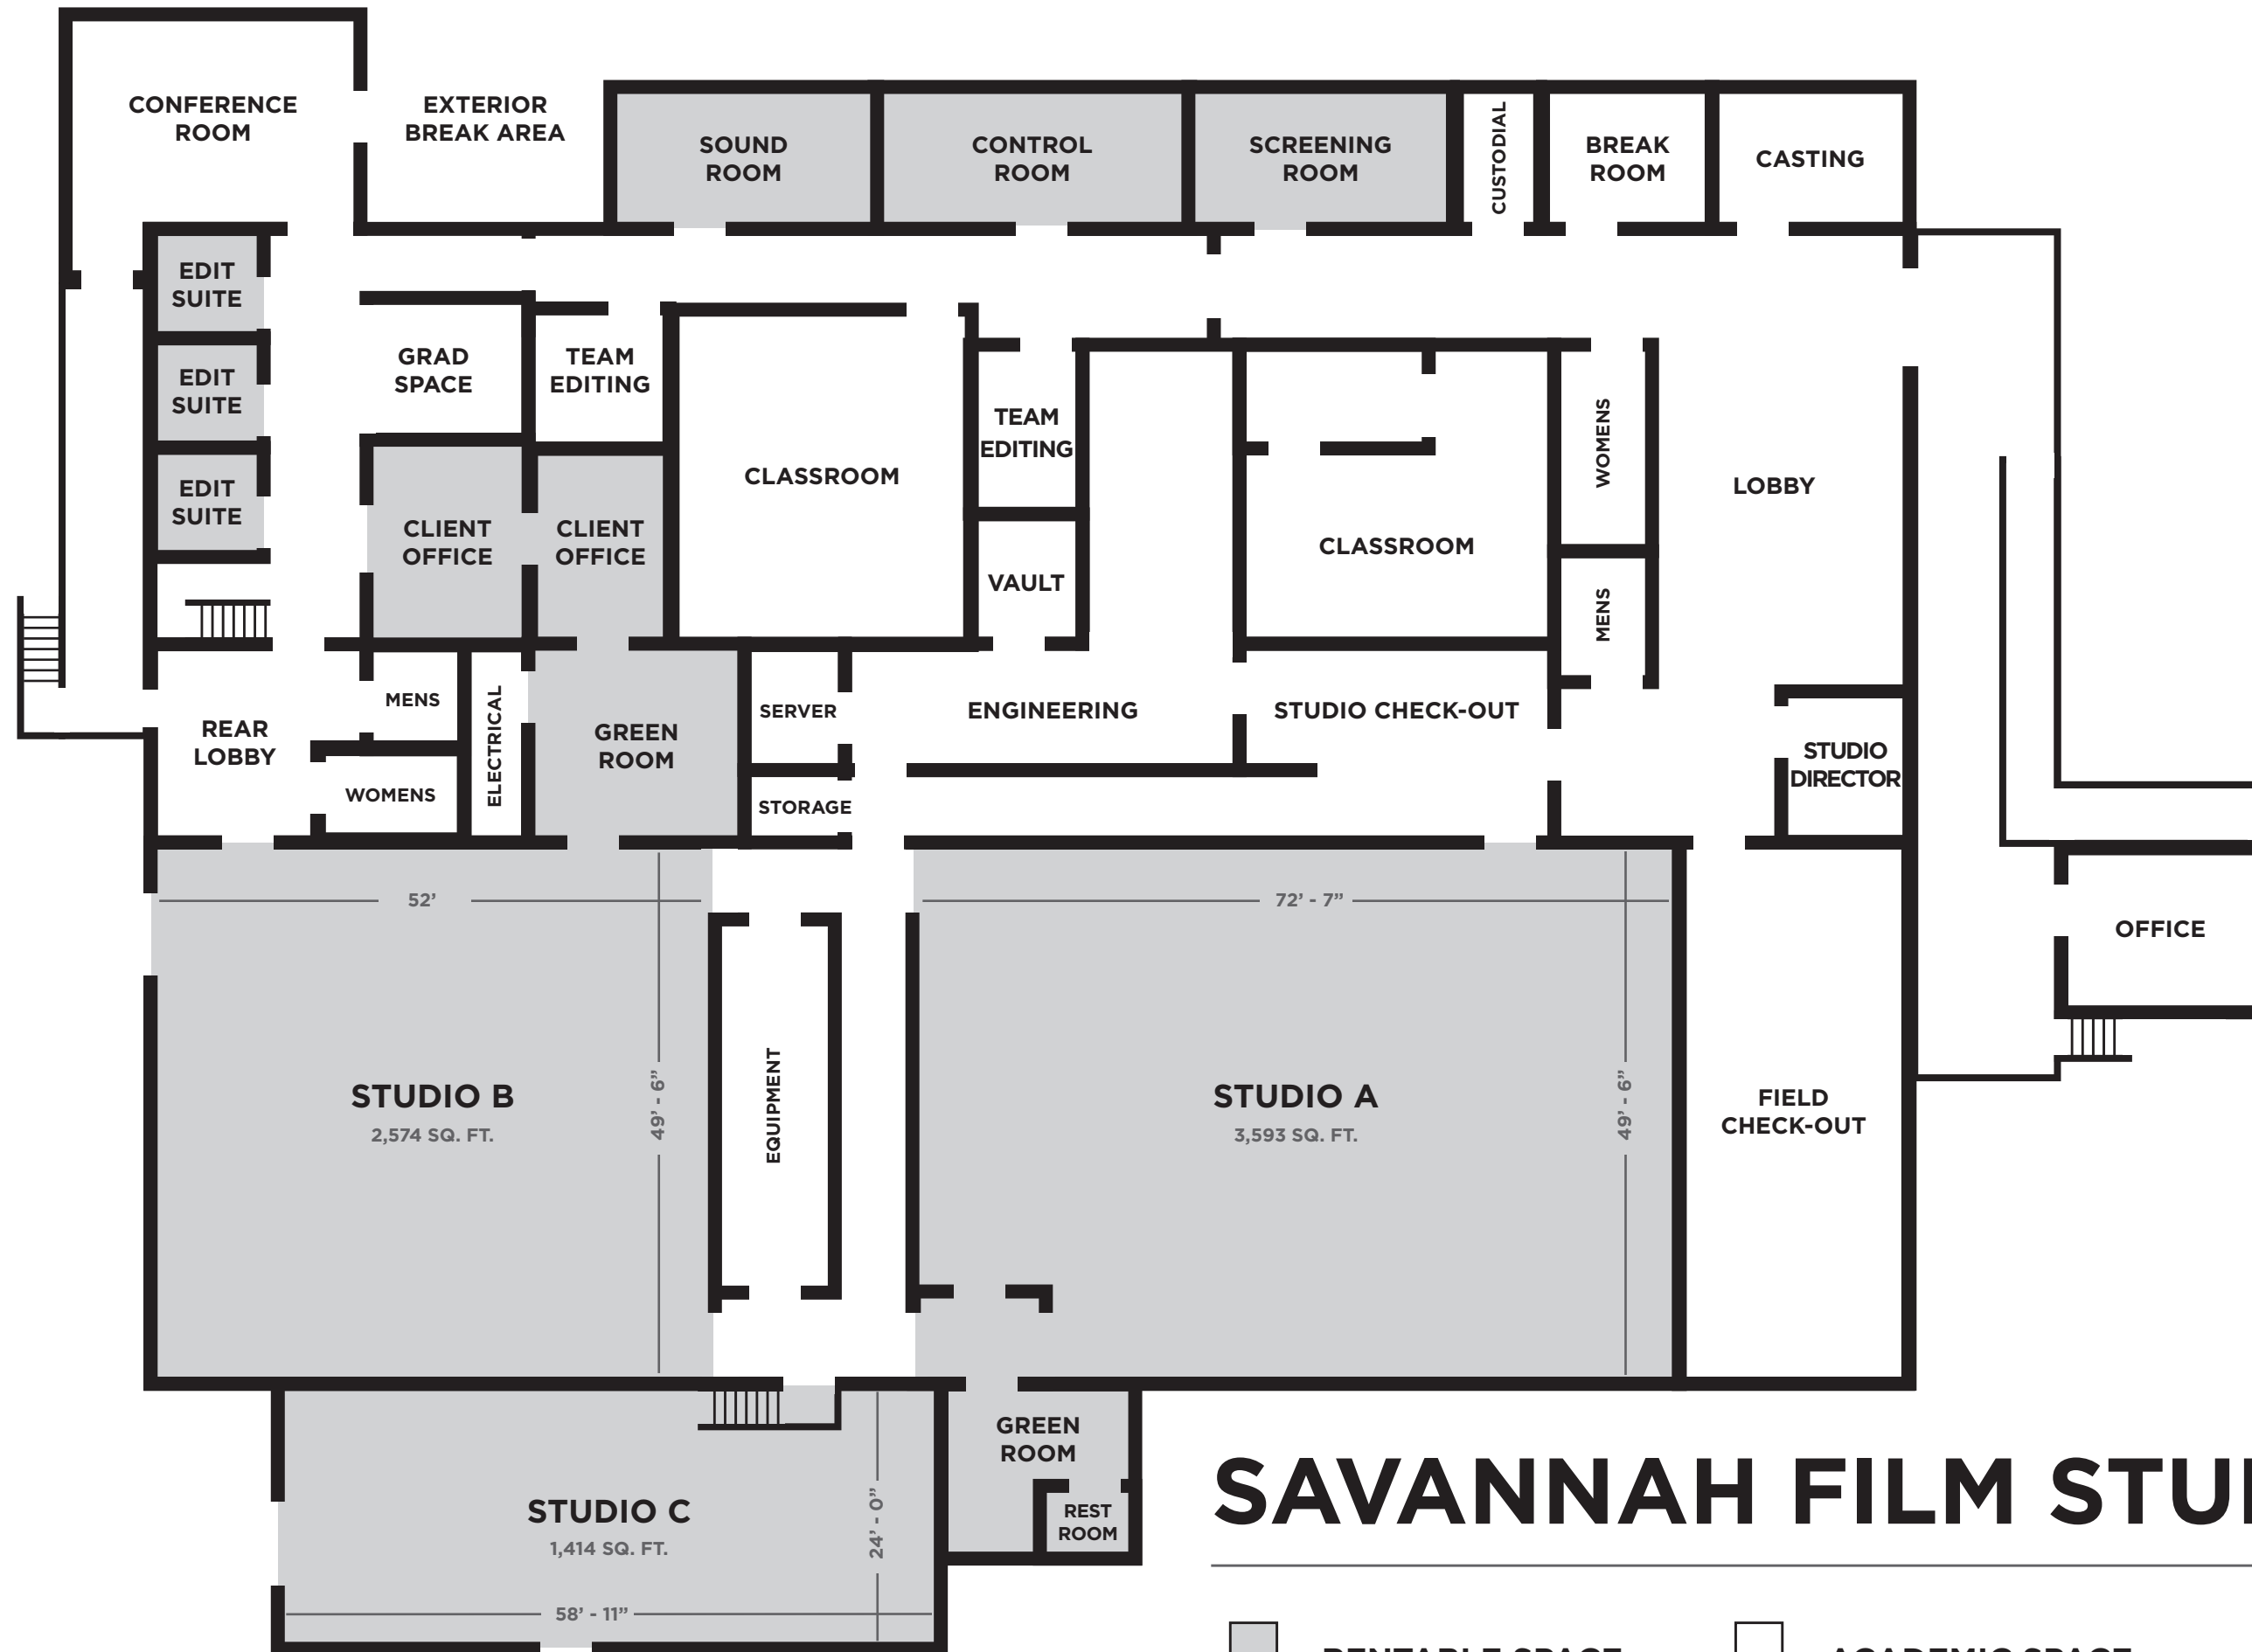 CONFERENCE
ROOM
EXTERIOR
BREAK AREA
SOUND
ROOM
CONTROL
ROOM
SCREENING
ROOM
CUSTODIAL
BREAK
ROOM
CASTING
EDIT
SUITE
EDIT
SUITE
EDIT
SUITE
GRAD
SPACE
TEAM
EDITING
CLIENT
OFFICE
CLIENT
OFFICE
CLASSROOM
TEAM
EDITING
VAULT
CLASSROOM
WOMENS
MENS
LOBBY
REAR
LOBBY
MENS
WOMENS
ELECTRICAL
GREEN
ROOM
SERVER
STORAGE
ENGINEERING
STUDIO CHECK-OUT
STUDIO
DIRECTOR
OFFICE
52’
49’ - 6”
STUDIO B
2,574 SQ. FT.
EQUIPMENT
72’ - 7”
49’ - 6”
STUDIO A
3,593 SQ. FT.
FIELD
CHECK-OUT
STUDIO C
1,414 SQ. FT.
24’ - 0”
58’ - 11”
GREEN
ROOM
REST
ROOM
SAVANNAH FILM
RENTABLE SPACE
ACADEMIC SPACE